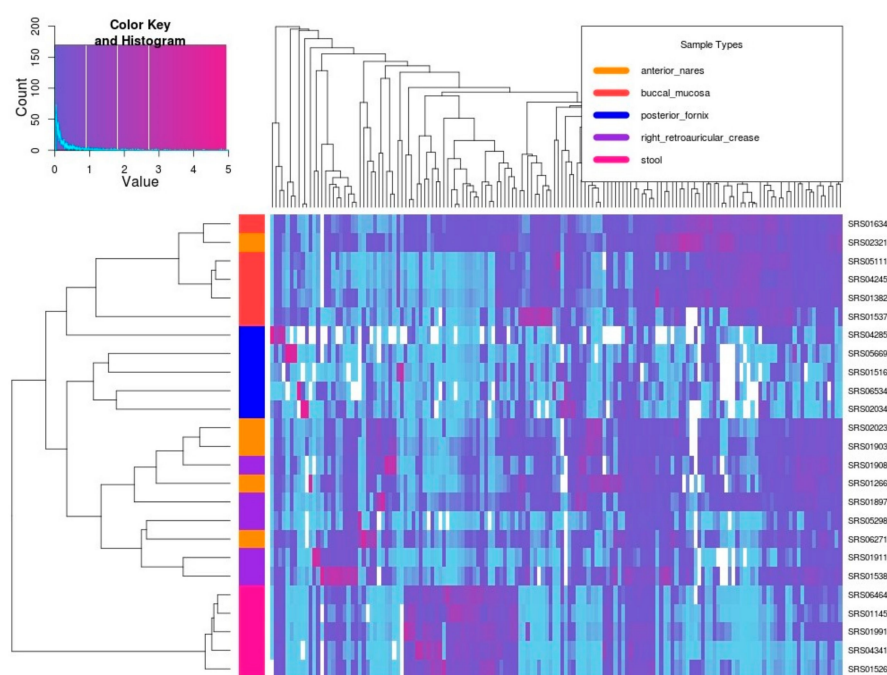 Color Key
and Histogram
200
150
100
50
0
Count
0 1 2 3 4 5
Value
Sample Types
anterior_nares
buccal_mucosa
posterior_fornix
right_retroauricular_crease
stool
SRS01634
SRS02321
SRS05111
SRS04245
SRS01382
SRS01537
SRS04285
SRS05669
SRS01516
SRS06534
SRS02034
SRS02023
SRS01903
SRS01908
SRS01266
SRS01897
SRS05298
SRS06271
SRS01911
SRS01538
SRS06464
SRS01145
SRS01991
SRS04341
SRS01526